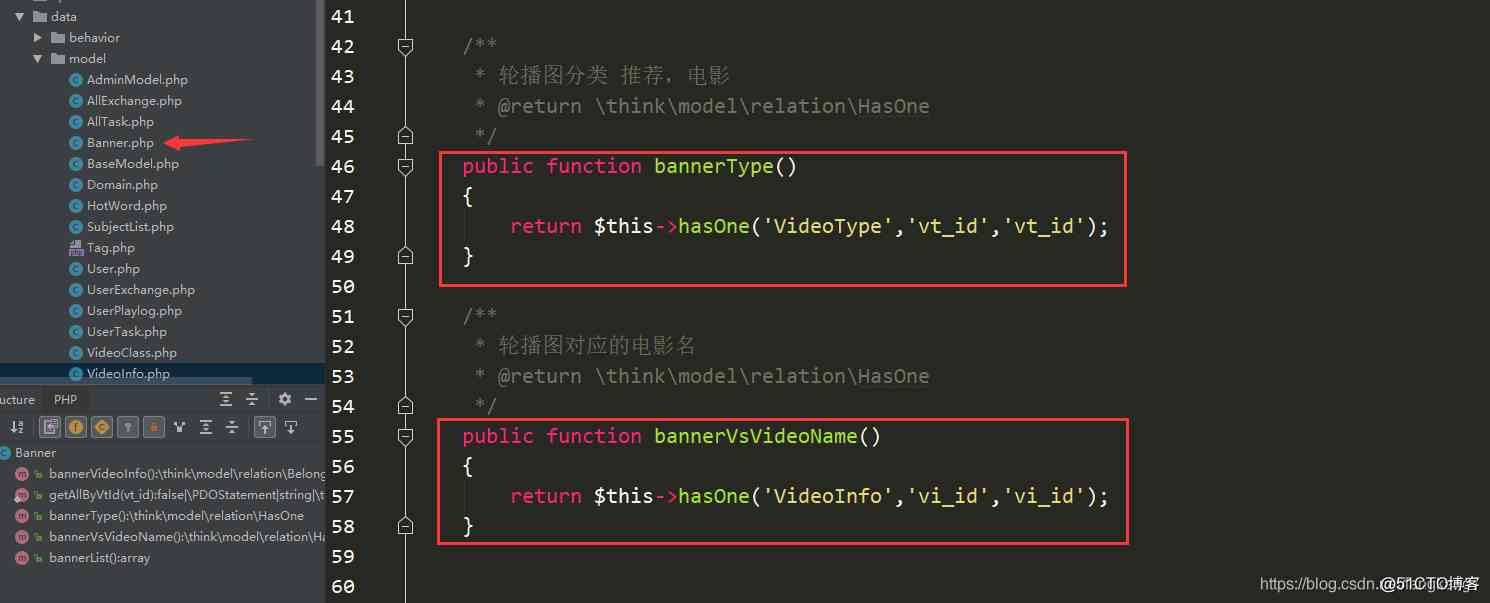 data
behavior
model
AdminModel.php
AllExchange.php
AllTask.php
Banner.php
BaseModel.php
Domain.php
HotWord.php
SubjectList.php
Tag.php
User.php
UserExchange.php
UserPlaylog.php
UserTask.php
VideoClass.php
VideoInfo.php
ucture PHP
Banner
bannerVideoInfo():\think\model\relation\Belong
getAllByVtId(vt_id):false|\PDOStatement|string|\t
bannerType():\think\model\relation\HasOne
bannerVsVideoName():\think\model\relation\Ha
bannerList():array
41
42 /**
43 * 轮播图分类 推荐，电影
44 * @return \think\model\relation\HasOne
45 */
46 public function bannerType()
47 {
48 return $this->hasOne('VideoType','vt_id','vt_id');
49 }
50
51 /**
52 * 轮播图对应的电影名
53 * @return \think\model\relation\HasOne
54 */
55 public function bannerVsVideoName()
56 {
57 return $this->hasOne('VideoInfo','vi_id','vi_id');
58 }
59
60
https://blog.csdn.
@51CTO博客